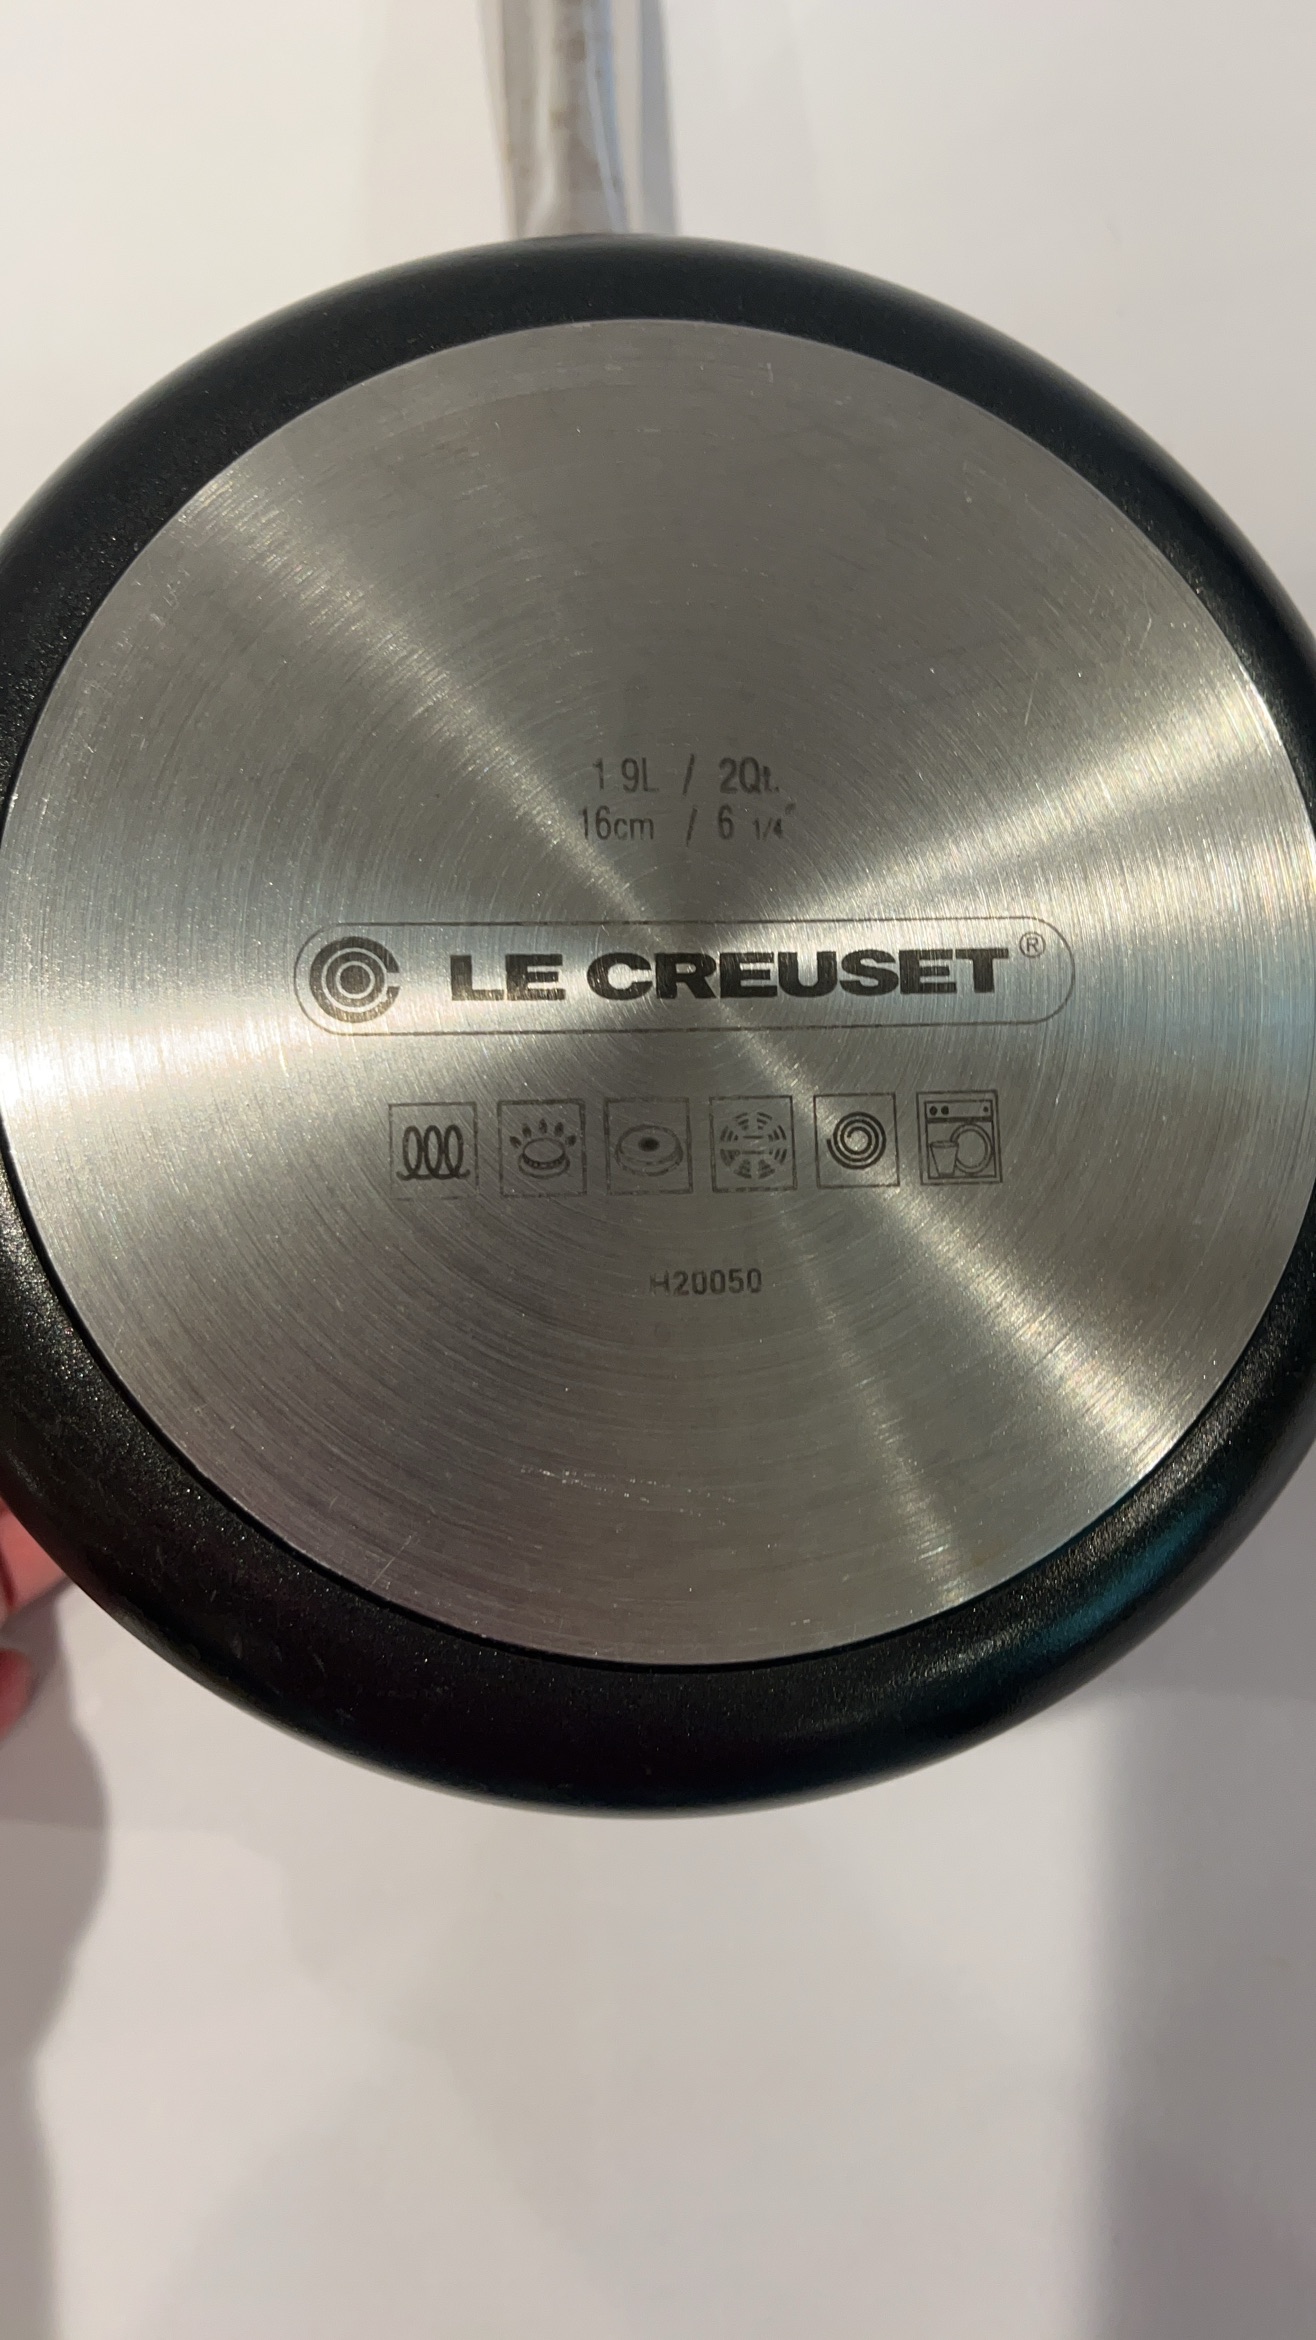 1.9L / 2Qt.
16cm / 6 1/4"
LE CREUSET®
H20050